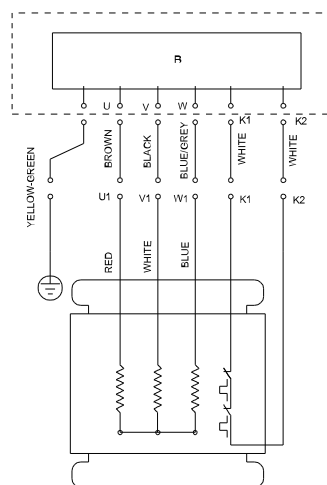 B
U V W K1 K2
YELLOW-GREEN
BROWN
BLACK
BLUE/GREY
WHITE
WHITE
U1 V1 W1 K1 K2
RED
WHITE
BLUE